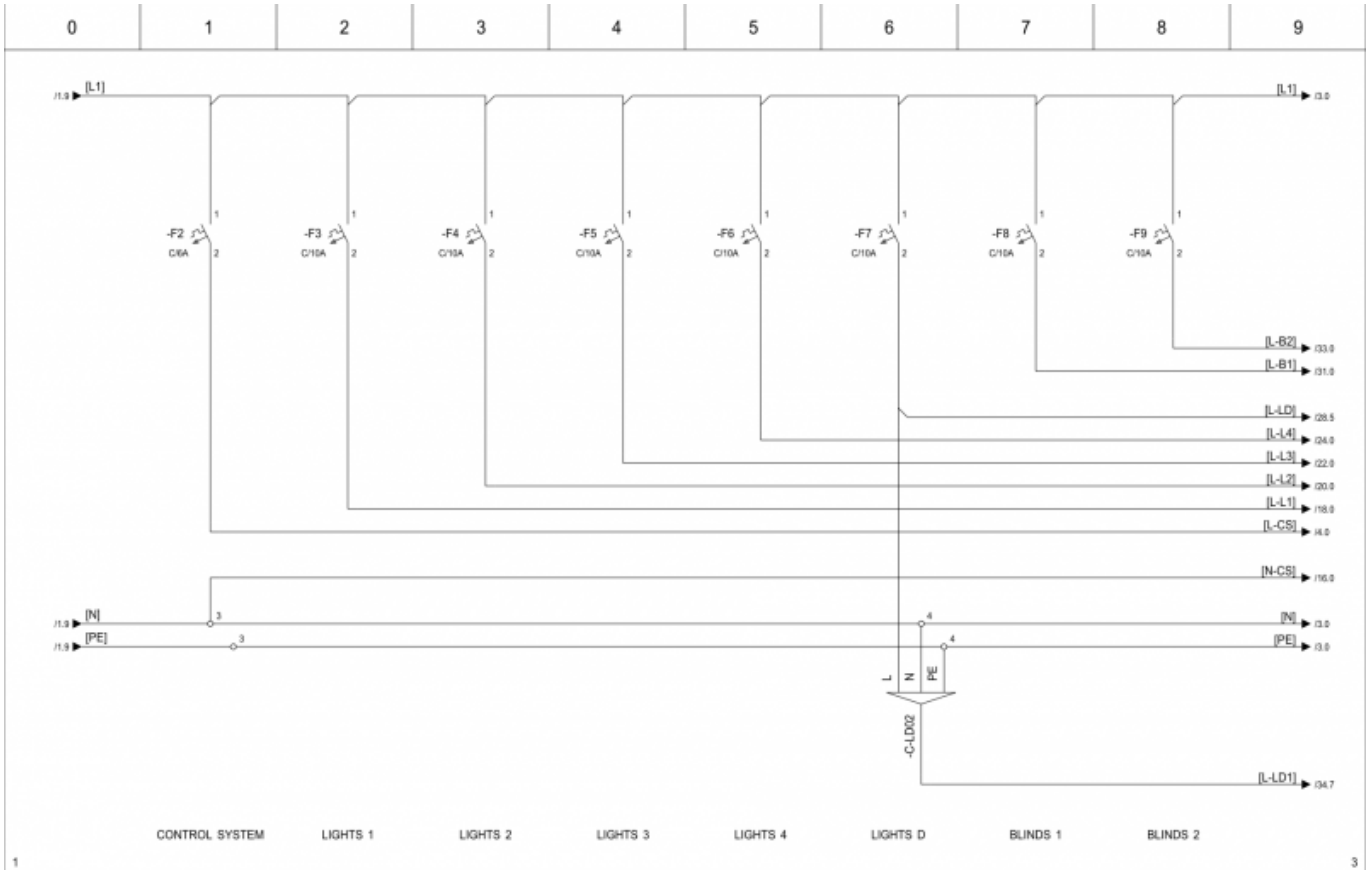 0 1 2 3 4 5 6 7 8 9
/1.9 [L1] [L1] /3.0
1 1 1 1 1 1 1 1
-F2 -F3 -F4 -F5 -F6 -F7 -F8 -F9
C/6A 2 C/10A 2 C/10A 2 C/10A 2 C/10A 2 C/10A 2 C/10A 2 C/10A 2
[L-B2] /33.0
[L-B1] /31.0
[L-LD] /28.5
[L-L4] /24.0
[L-L3] /22.0
[L-L2] /20.0
[L-L1] /18.0
[L-CS] /4.0
[N-CS] /16.0
/1.9 [N] 3 4 [N] /3.0
/1.9 [PE] 3 4 [PE] /3.0
L N PE
-C-LD02
[L-LD1] /34.7
CONTROL SYSTEM LIGHTS 1 LIGHTS 2 LIGHTS 3 LIGHTS 4 LIGHTS D BLINDS 1 BLINDS 2
1 3